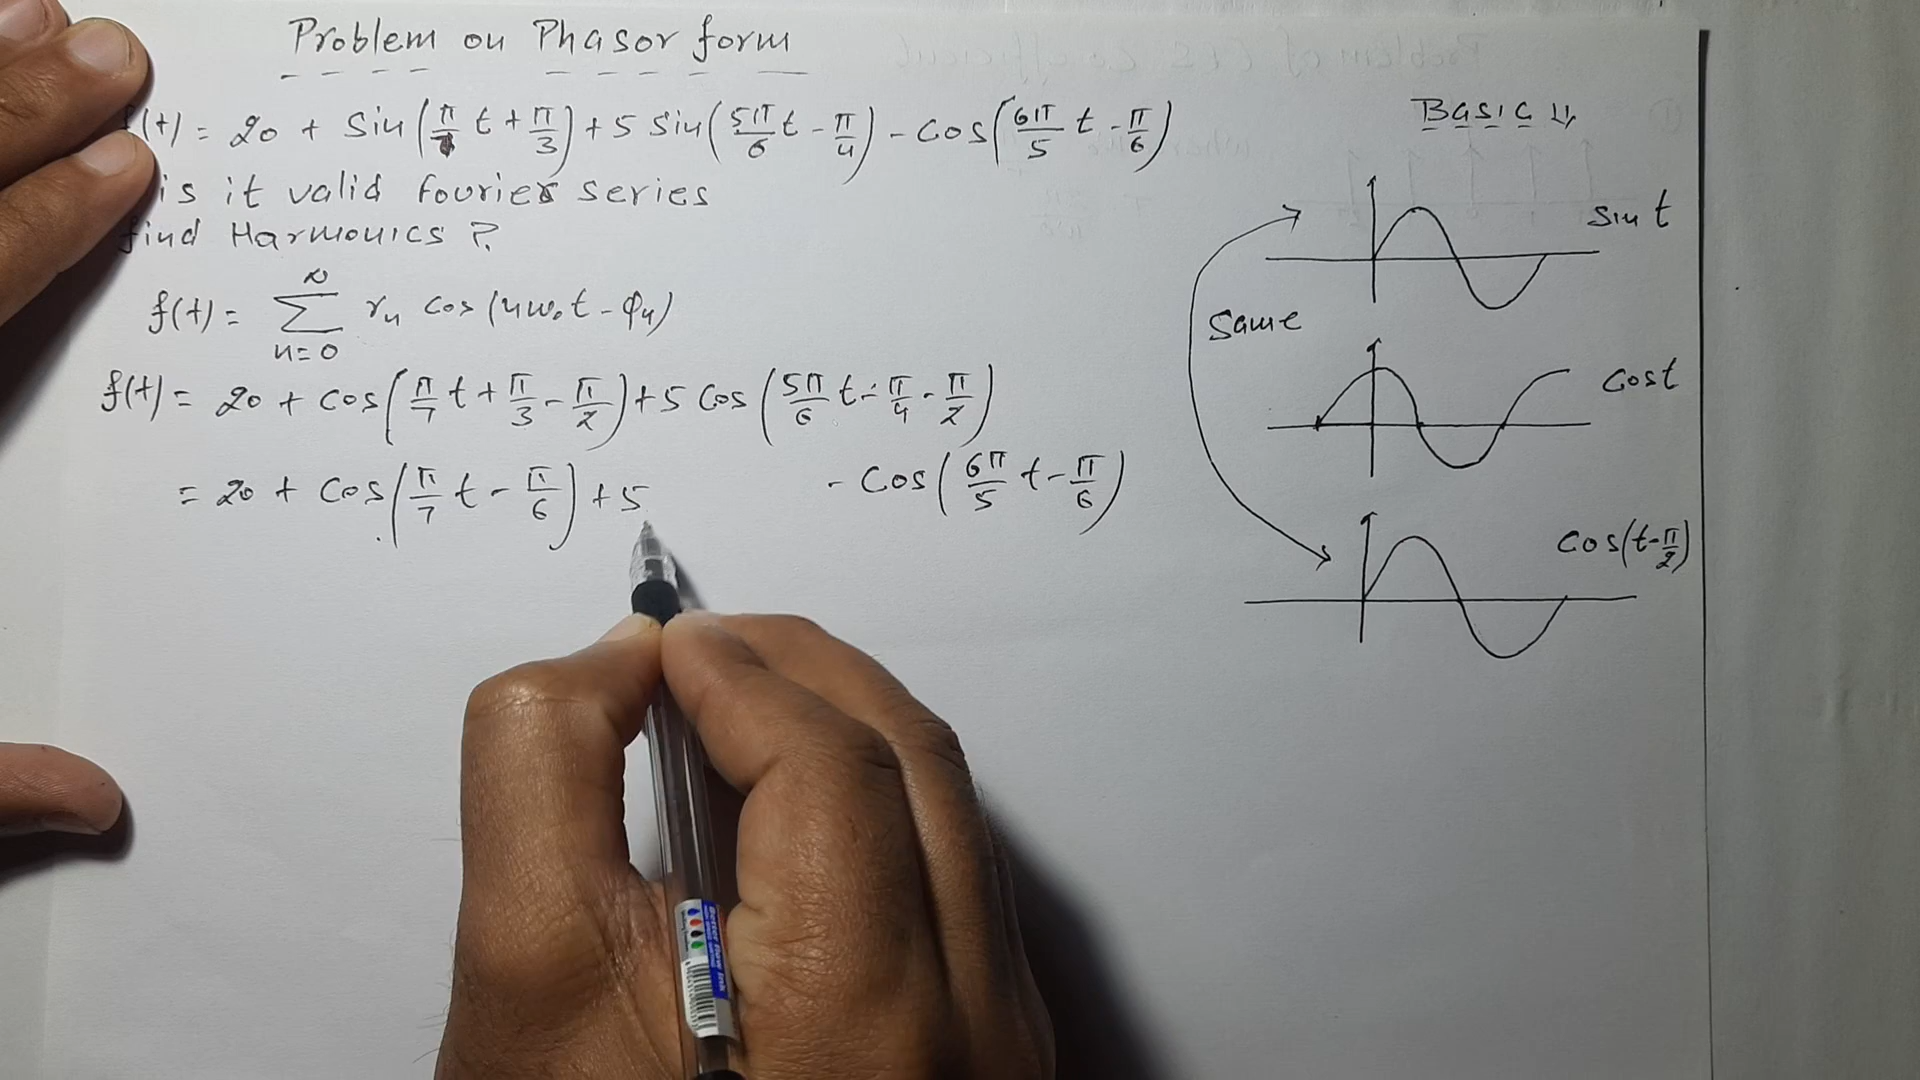 Problem on Phasor form
f(t) = 20 + Sin(π/7 t + π/3) + 5 Sin(5π/6 t - π/4) - Cos(6π/5 t - π/6)
is it valid fourier series
find Harmonics ?
f(t) = ∑_{n=0}^{∞} r_n cos(nω₀t - φ_n)
f(t) = 20 + cos(π/7 t + π/3 - π/2) + 5 Cos(5π/6 t - π/4 - π/2)
- Cos(6π/5 t - π/6)
= 20 + Cos(π/7 t - π/6) + 5
BASIC
Sin t
Same
Cost
Cos(t-π/2)